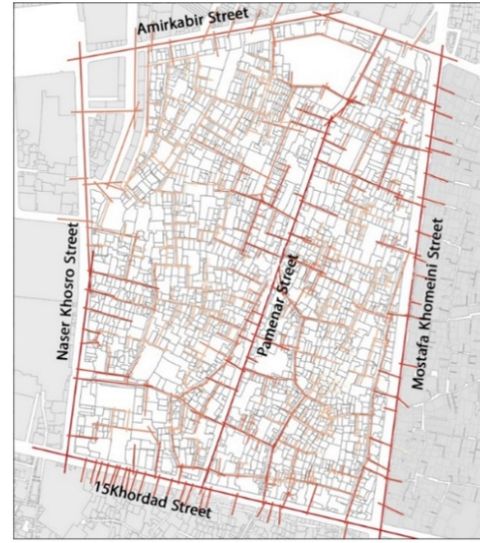 Amirkabir Street
Naser Khosro Street
Pamenar Street
Mostafa Khomeini Street
15Khordad Street